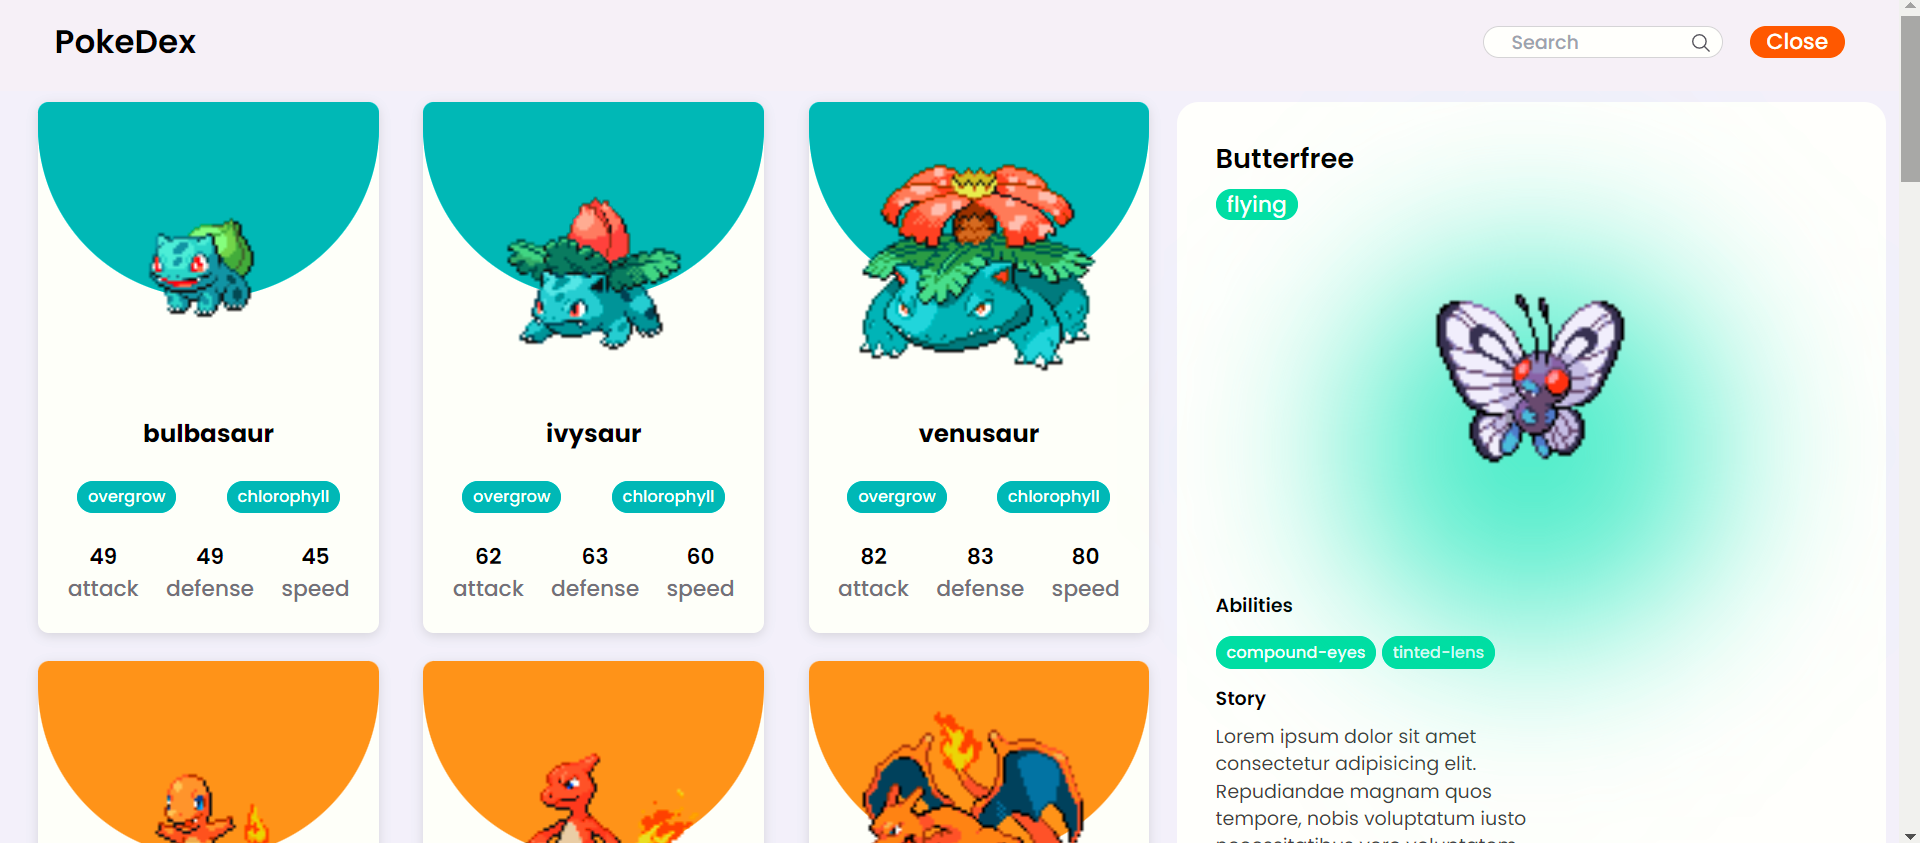 PokeDex
Search
Close
bulbasaur
overgrow chlorophyll
49 49 45
attack defense speed
ivysaur
overgrow chlorophyll
62 63 60
attack defense speed
venusaur
overgrow chlorophyll
82 83 80
attack defense speed
Butterfree
flying
Abilities
compound-eyes tinted-lens
Story
Lorem ipsum dolor sit amet
consectetur adipisicing elit.
Repudiandae magnam quos
tempore, nobis voluptatum iusto